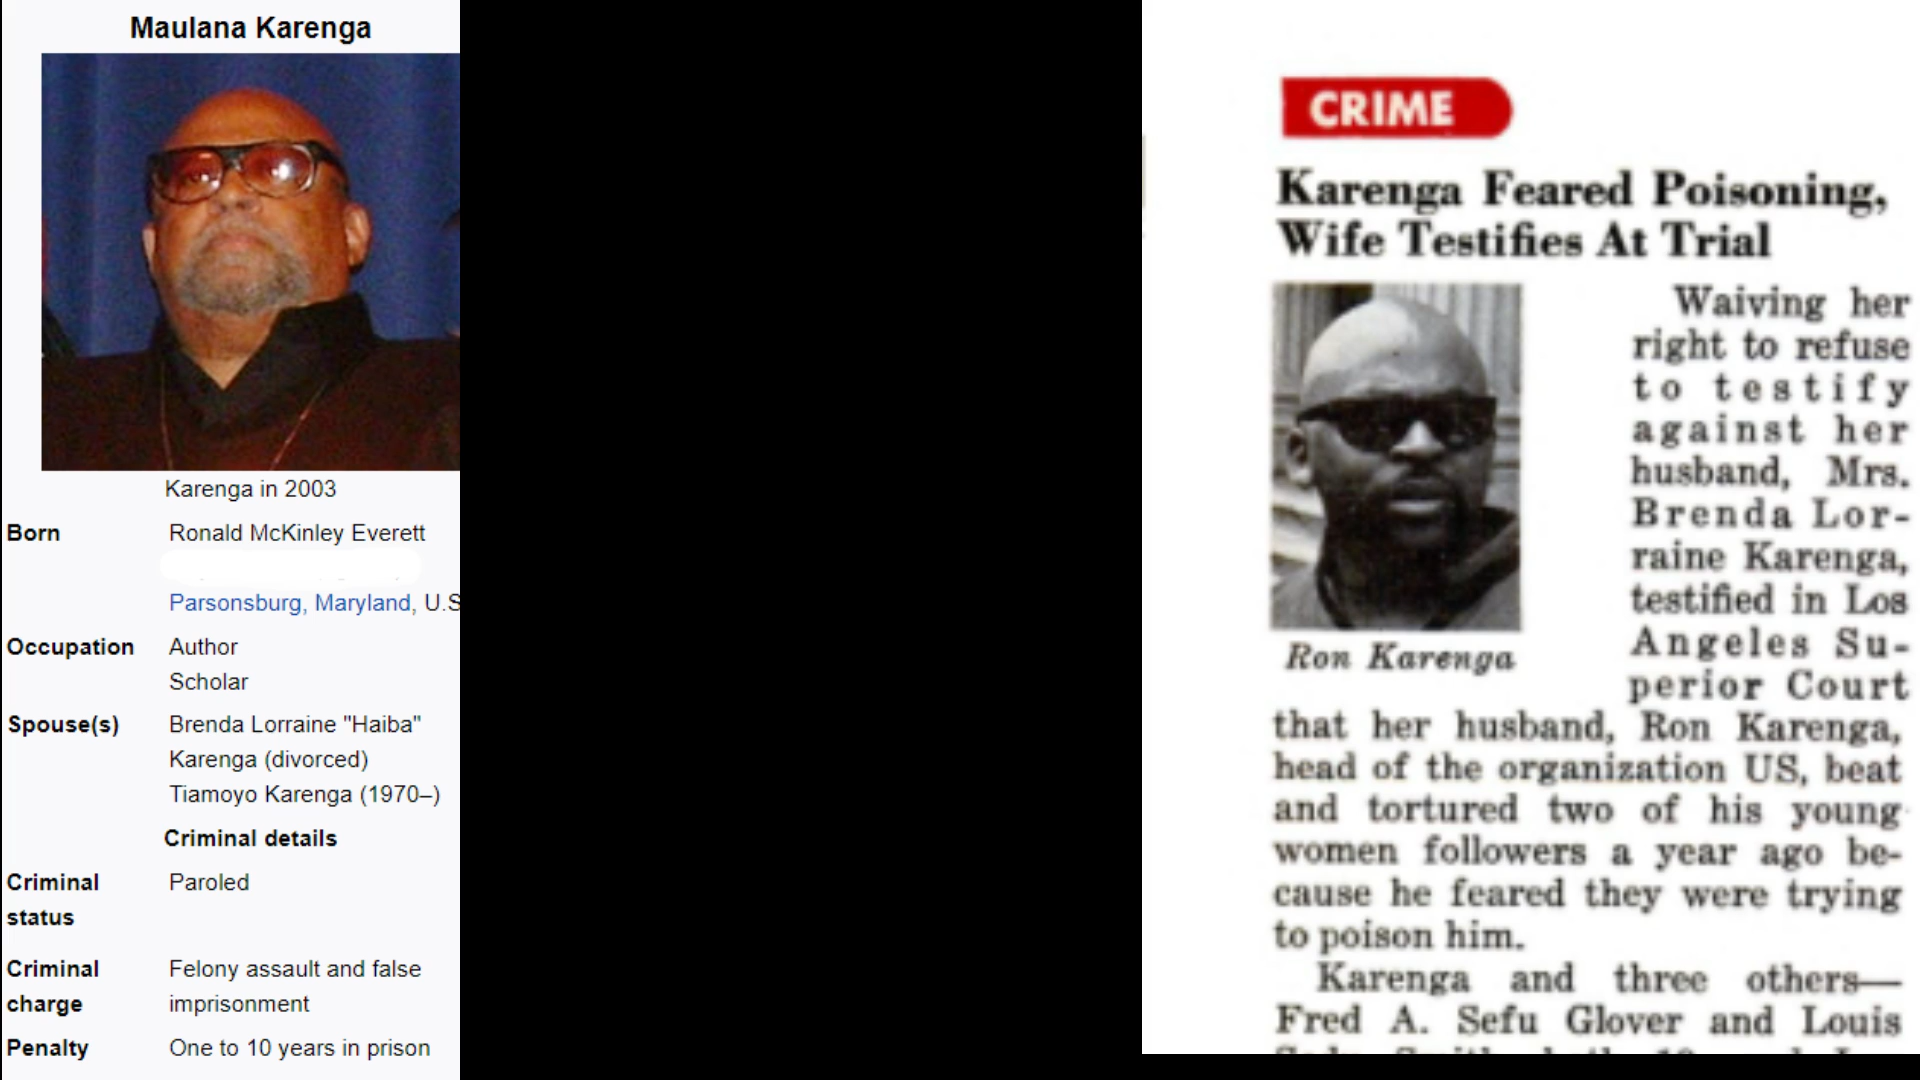 Maulana Karenga
Karenga in 2003
Born Ronald McKinley Everett
Parsonsburg, Maryland, U.S
Occupation Author
Scholar
Spouse(s) Brenda Lorraine "Haiba"
Karenga (divorced)
Tiamoyo Karenga (1970–)
Criminal details
Criminal Paroled
status
Criminal Felony assault and false
charge imprisonment
Penalty One to 10 years in prison
CRIME
Karenga Feared Poisoning,
Wife Testifies At Trial
Waiving her
right to refuse
to testify
against her
husband, Mrs.
Brenda Lor-
raine Karenga,
testified in Los
Angeles Su-
perior Court
Ron Karenga
that her husband, Ron Karenga,
head of the organization US, beat
and tortured two of his young
women followers a year ago be-
cause he feared they were trying
to poison him.
Karenga and three others—
Fred A. Sefu Glover and Louis